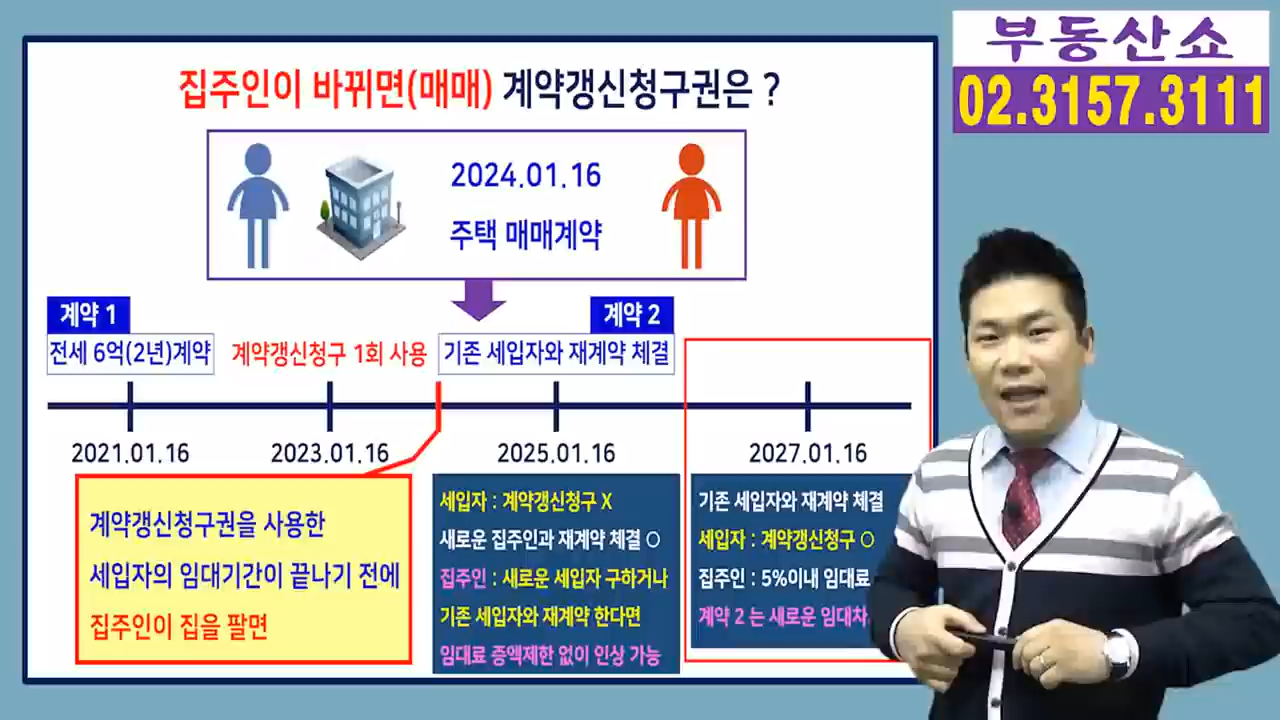 부동산쇼
02.3157.3111
집주인이 바뀌면(매매) 계약갱신청구권은 ?
2024.01.16
주택 매매계약
계약 1
전세 6억(2년)계약
계약갱신청구 1회 사용
계약 2
기존 세입자와 재계약 체결
2021.01.16
2023.01.16
2025.01.16
2027.01.16
계약갱신청구권을 사용한
세입자의 임대기간이 끝나기 전에
집주인이 집을 팔면
세입자 : 계약갱신청구 X
새로운 집주인과 재계약 체결 O
집주인 : 새로운 세입자 구하거나
기존 세입자와 재계약 한다면
임대료 증액제한 없이 인상 가능
기존 세입자와 재계약 체결
세입자 : 계약갱신청구 O
집주인 : 5%이내 임대료
계약 2 는 새로운 임대차